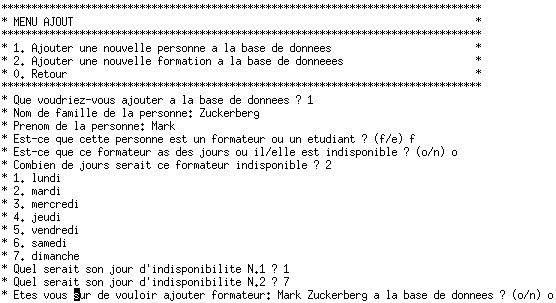 ************************************************************************
* MENU AJOUT                                                           *
************************************************************************
* 1. Ajouter une nouvelle personne a la base de donnees                *
* 2. Ajouter une nouvelle formation a la base de donneees              *
* 0. Retour                                                            *
************************************************************************
* Que voudriez-vous ajouter a la base de donnees ? 1
* Nom de famille de la personne: Zuckerberg
* Prenom de la personne: Mark
* Est-ce que cette personne est un formateur ou un etudiant ? (f/e) f
* Est-ce que ce formateur as des jours ou il/elle est indisponible ? (o/n) o
* Combien de jours serait ce formateur indisponible ? 2
* 1. lundi
* 2. mardi
* 3. mercredi
* 4. jeudi
* 5. vendredi
* 6. samedi
* 7. dimanche
* Quel serait son jour d'indisponibilite N.1 ? 1
* Quel serait son jour d'indisponibilite N.2 ? 7
* Etes vous sur de vouloir ajouter formateur: Mark Zuckerberg a la base de donnees ? (o/n) o